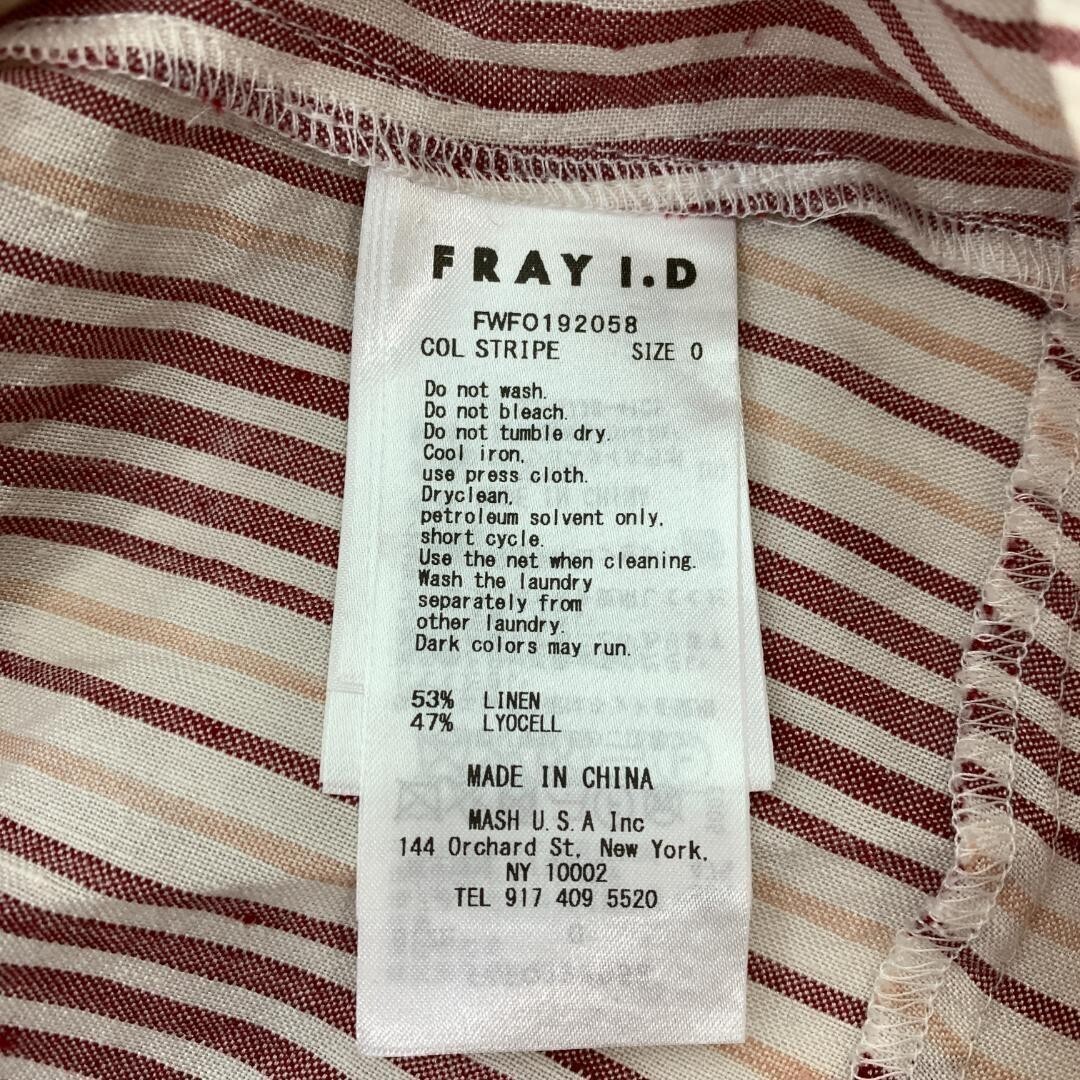 FRAY I.D
FWFO192058
COL STRIPE SIZE 0
Do not wash.
Do not bleach.
Do not tumble dry.
Cool iron,
use press cloth.
Dryclean,
petroleum solvent only,
short cycle.
Use the net when cleaning.
Wash the laundry
separately from
other laundry.
Dark colors may run.
53% LINEN
47% LYOCELL
MADE IN CHINA
MASH U.S.A Inc
144 Orchard St, New York,
NY 10002
TEL 917 409 5520